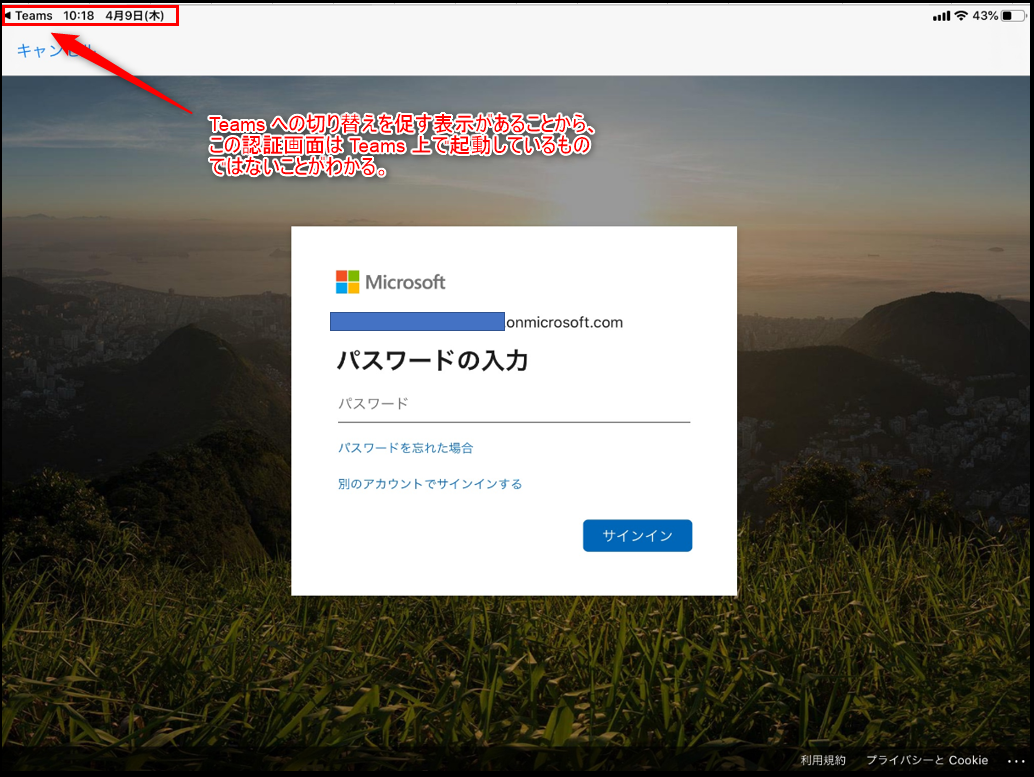 ◀ Teams 10:18 4月9日(木) 43%
キャンセル
Teams への切り替えを促す表示があることから、
この認証画面は Teams 上で起動しているもの
ではないことがわかる。
Microsoft
onmicrosoft.com
パスワードの入力
パスワード
パスワードを忘れた場合
別のアカウントでサインインする
サインイン
利用規約 プライバシーと Cookie ...